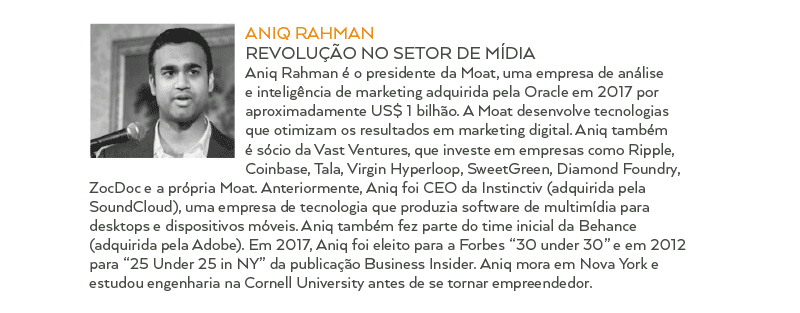 ANIQ RAHMAN
REVOLUÇÃO NO SETOR DE MÍDIA
Aniq Rahman é o presidente da Moat, uma empresa de análise
e inteligência de marketing adquirida pela Oracle em 2017 por
aproximadamente US$ 1 bilhão. A Moat desenvolve tecnologias
que otimizam os resultados em marketing digital. Aniq também
é sócio da Vast Ventures, que investe em empresas como Ripple,
Coinbase, Tala, Virgin Hyperloop, SweetGreen, Diamond Foundry,
ZocDoc e a própria Moat. Anteriormente, Aniq foi CEO da Instinctiv (adquirida pela
SoundCloud), uma empresa de tecnologia que produzia software de multimídia para
desktops e dispositivos móveis. Aniq também fez parte do time inicial da Behance
(adquirida pela Adobe). Em 2017, Aniq foi eleito para a Forbes “30 under 30” e em 2012
para “25 Under 25 in NY” da publicação Business Insider. Aniq mora em Nova York e
estudou engenharia na Cornell University antes de se tornar empreendedor.